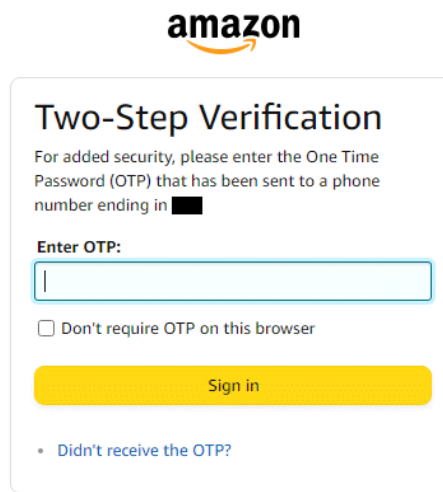 amazon
Two-Step Verification
For added security, please enter the One Time
Password (OTP) that has been sent to a phone
number ending in
Enter OTP:
Don't require OTP on this browser
Sign in
Didn't receive the OTP?